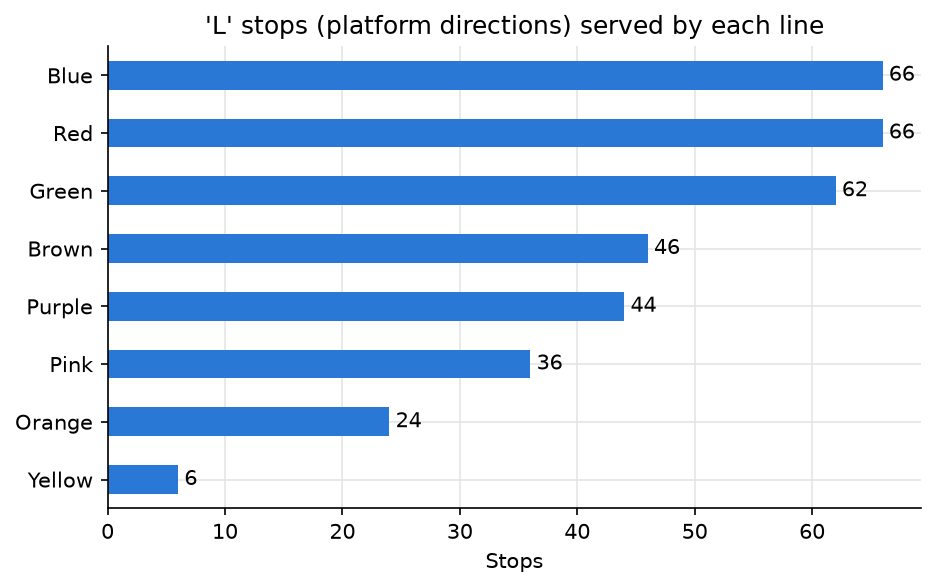 'L' stops (platform directions) served by each line
Blue 66
Red 66
Green 62
Brown 46
Purple 44
Pink 36
Orange 24
Yellow 6
0 10 20 30 40 50 60
Stops